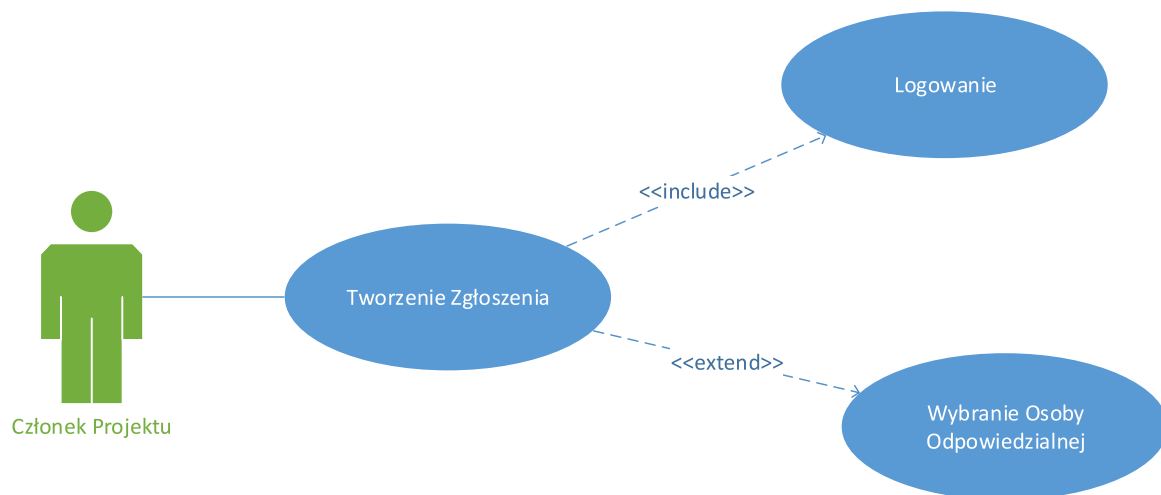 Logowanie
<<include>>
Tworzenie Zgłoszenia
<<extend>>
Wybranie Osoby
Odpowiedzialnej
Członek Projektu